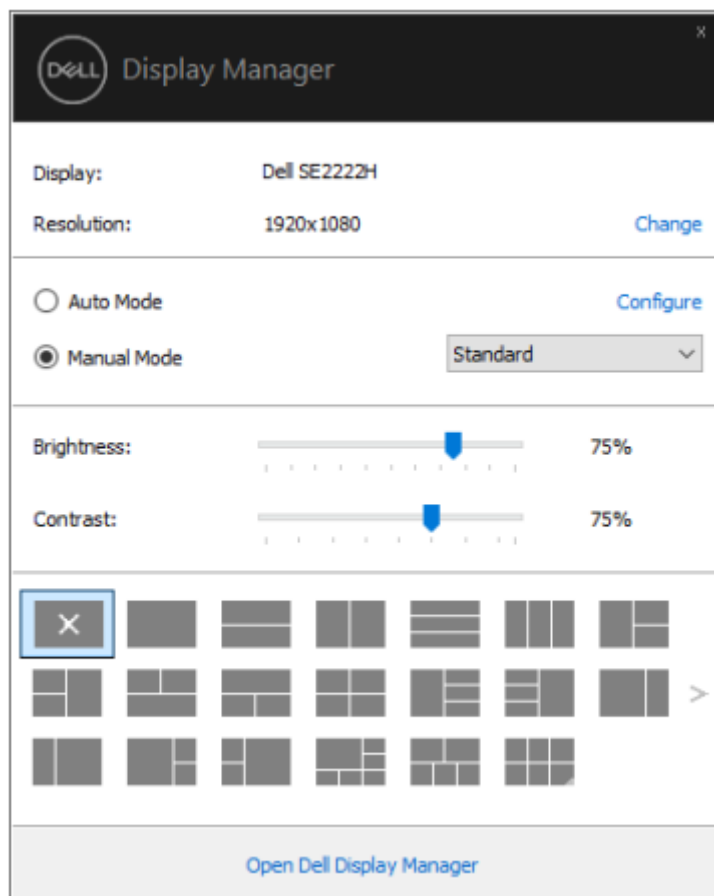 x
DELL Display Manager
Display: Dell SE2222H
Resolution: 1920x1080 Change
Auto Mode Configure
Manual Mode Standard
Brightness: 75%
Contrast: 75%
Open Dell Display Manager